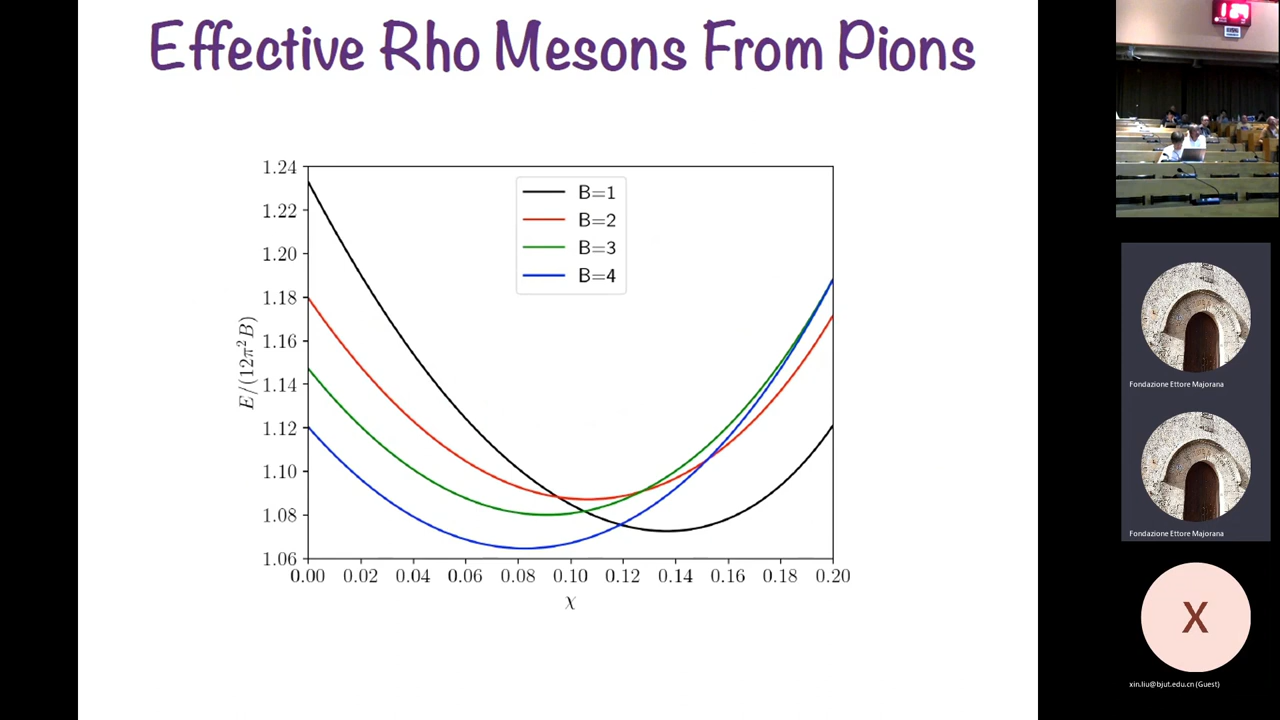 Effective Rho Mesons From Pions
B=1
B=2
B=3
B=4
1.24
1.22
1.20
1.18
1.16
1.14
1.12
1.10
1.08
1.06
E/(12π²B)
0.00 0.02 0.04 0.06 0.08 0.10 0.12 0.14 0.16 0.18 0.20
χ
Fondazione Ettore Majorana
Fondazione Ettore Majorana
X
xin.liu@bjut.edu.cn (Guest)